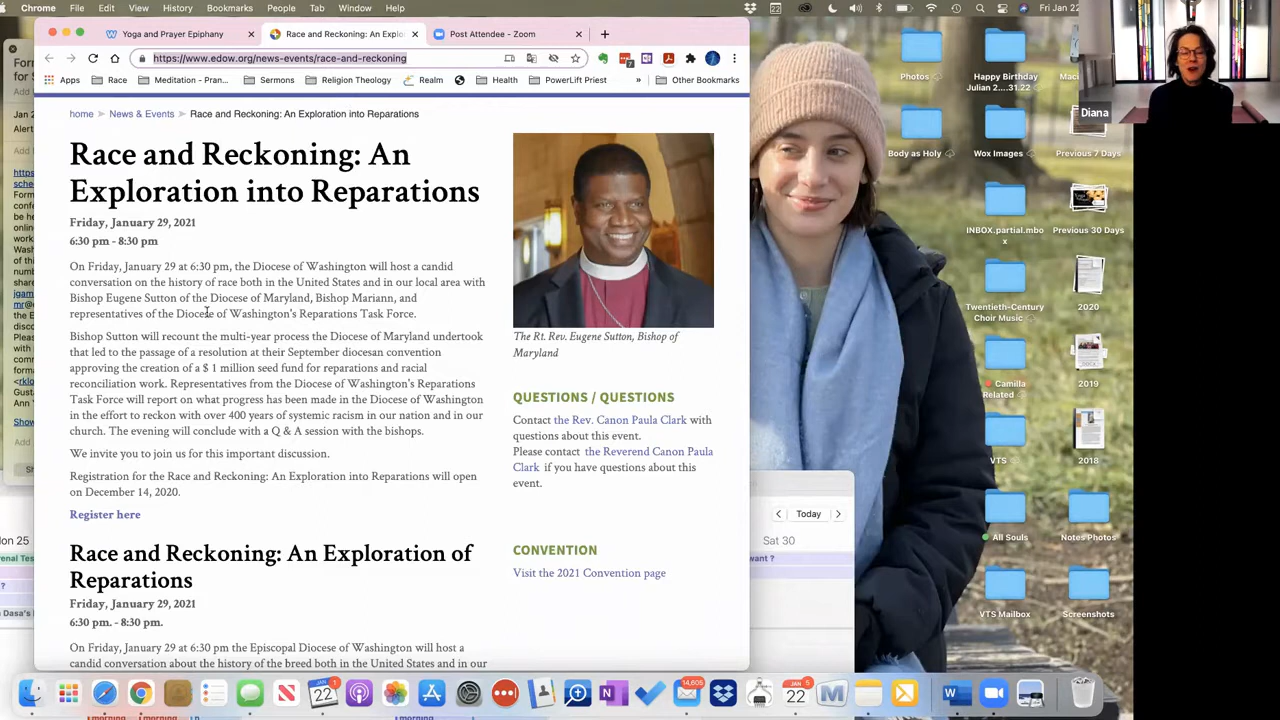 Chrome File Edit View History Bookmarks Profiles Tab Window Help
Fri Jan 22
Yoga and Prayer Epiphany
Race and Reckoning: An Explo
Post Attendee - Zoom
https://www.edow.org/news-events/race-and-reckoning
Apps
Race
Meditation - Pran...
Sermons
Religion Theology
Realm
Health
PowerLift Priest
»
Other Bookmarks
home
News & Events
Race and Reckoning: An Exploration into Reparations
Race and Reckoning: An
Exploration into Reparations
Friday, January 29, 2021
6:30 pm - 8:30 pm
On Friday, January 29 at 6:30 pm, the Diocese of Washington will host a candid
conversation on the history of race both in the United States and in our local area with
Bishop Eugene Sutton of the Diocese of Maryland, Bishop Mariann, and
representatives of the Diocese of Washington's Reparations Task Force.
Bishop Sutton will recount the multi-year process the Diocese of Maryland undertook
that led to the passage of a resolution at their September diocesan convention
approving the creation of a $ 1 million seed fund for reparations and racial
reconciliation work. Representatives from the Diocese of Washington's Reparations
Task Force will report on what progress has been made in the Diocese of Washington
in the effort to reckon with over 400 years of systemic racism in our nation and in our
church. The evening will conclude with a Q & A session with the bishops.
We invite you to join us for this important discussion.
Registration for the Race and Reckoning: An Exploration into Reparations will open
on December 14, 2020.
Register here
Race and Reckoning: An Exploration of
Reparations
Friday, January 29, 2021
6:30 pm. - 8:30 pm.
On Friday, January 29 at 6:30 pm the Episcopal Diocese of Washington will host a
candid conversation about the history of the breed both in the United States and in our
The Rt. Rev. Eugene Sutton, Bishop of
Maryland
QUESTIONS / QUESTIONS
Contact the Rev. Canon Paula Clark with
questions about this event.
Please contact the Reverend Canon Paula
Clark if you have questions about this
event.
CONVENTION
Visit the 2021 Convention page
Today
Sat 30
want ?
on 25
Photos
Happy Birthday
Julian 2....31.22
Body as Holy
Wox Images
Previous 7 Days
INBOX.partial.mbo
x
Previous 30 Days
Twentieth-Century
Choir Music
2020
Camilla
Related
2019
VTS
2018
All Souls
Notes Photos
VTS Mailbox
Screenshots
Diana
JAN
22
14,605
JAN
22